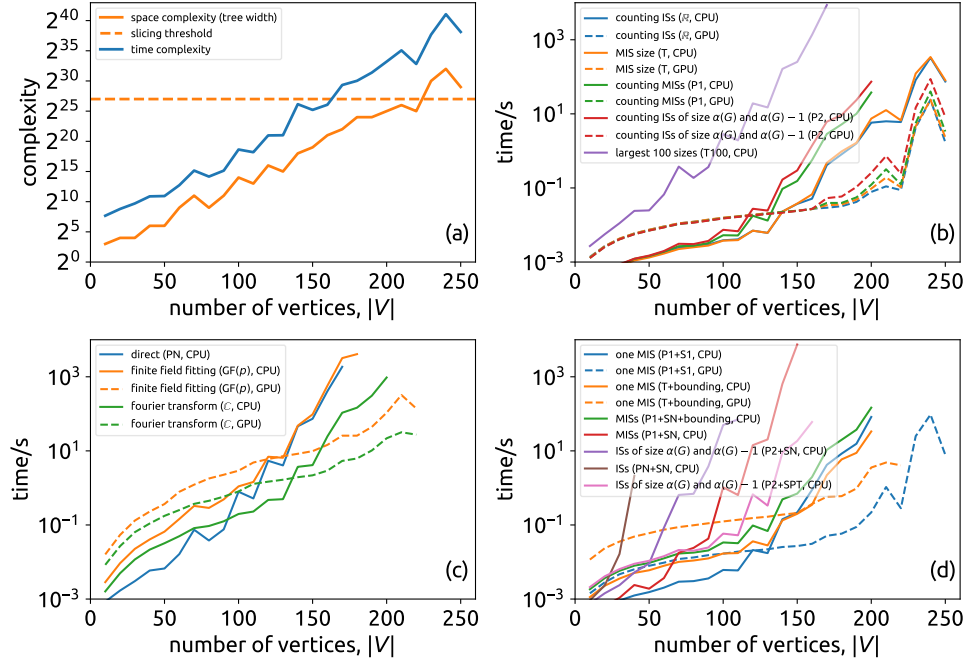 2^40
2^30
2^25
2^20
2^15
2^10
2^5
2^0
complexity
space complexity (tree width)
slicing threshold
time complexity
(a)
0 50 100 150 200 250
number of vertices, |V|
10^3
10^1
10^−1
10^−3
time/s
counting ISs (ℝ, CPU)
counting ISs (ℝ, GPU)
MIS size (T, CPU)
MIS size (T, GPU)
counting MISs (P1, CPU)
counting MISs (P1, GPU)
counting ISs of size α(G) and α(G) − 1 (P2, CPU)
counting ISs of size α(G) and α(G) − 1 (P2, GPU)
largest 100 sizes (T100, CPU)
(b)
0 50 100 150 200 250
number of vertices, |V|
10^3
10^1
10^−1
10^−3
time/s
direct (PN, CPU)
finite field fitting (GF(p), CPU)
finite field fitting (GF(p), GPU)
fourier transform (ℂ, CPU)
fourier transform (ℂ, GPU)
(c)
0 50 100 150 200 250
number of vertices, |V|
10^3
10^1
10^−1
10^−3
time/s
one MIS (P1+S1, CPU)
one MIS (P1+S1, GPU)
one MIS (T+bounding, CPU)
one MIS (T+bounding, GPU)
MISs (P1+SN+bounding, CPU)
MISs (P1+SN, CPU)
ISs of size α(G) and α(G) − 1 (P2+SN, CPU)
ISs (PN+SN, CPU)
ISs of size α(G) and α(G) − 1 (P2+SPT, CPU)
(d)
0 50 100 150 200 250
number of vertices, |V|